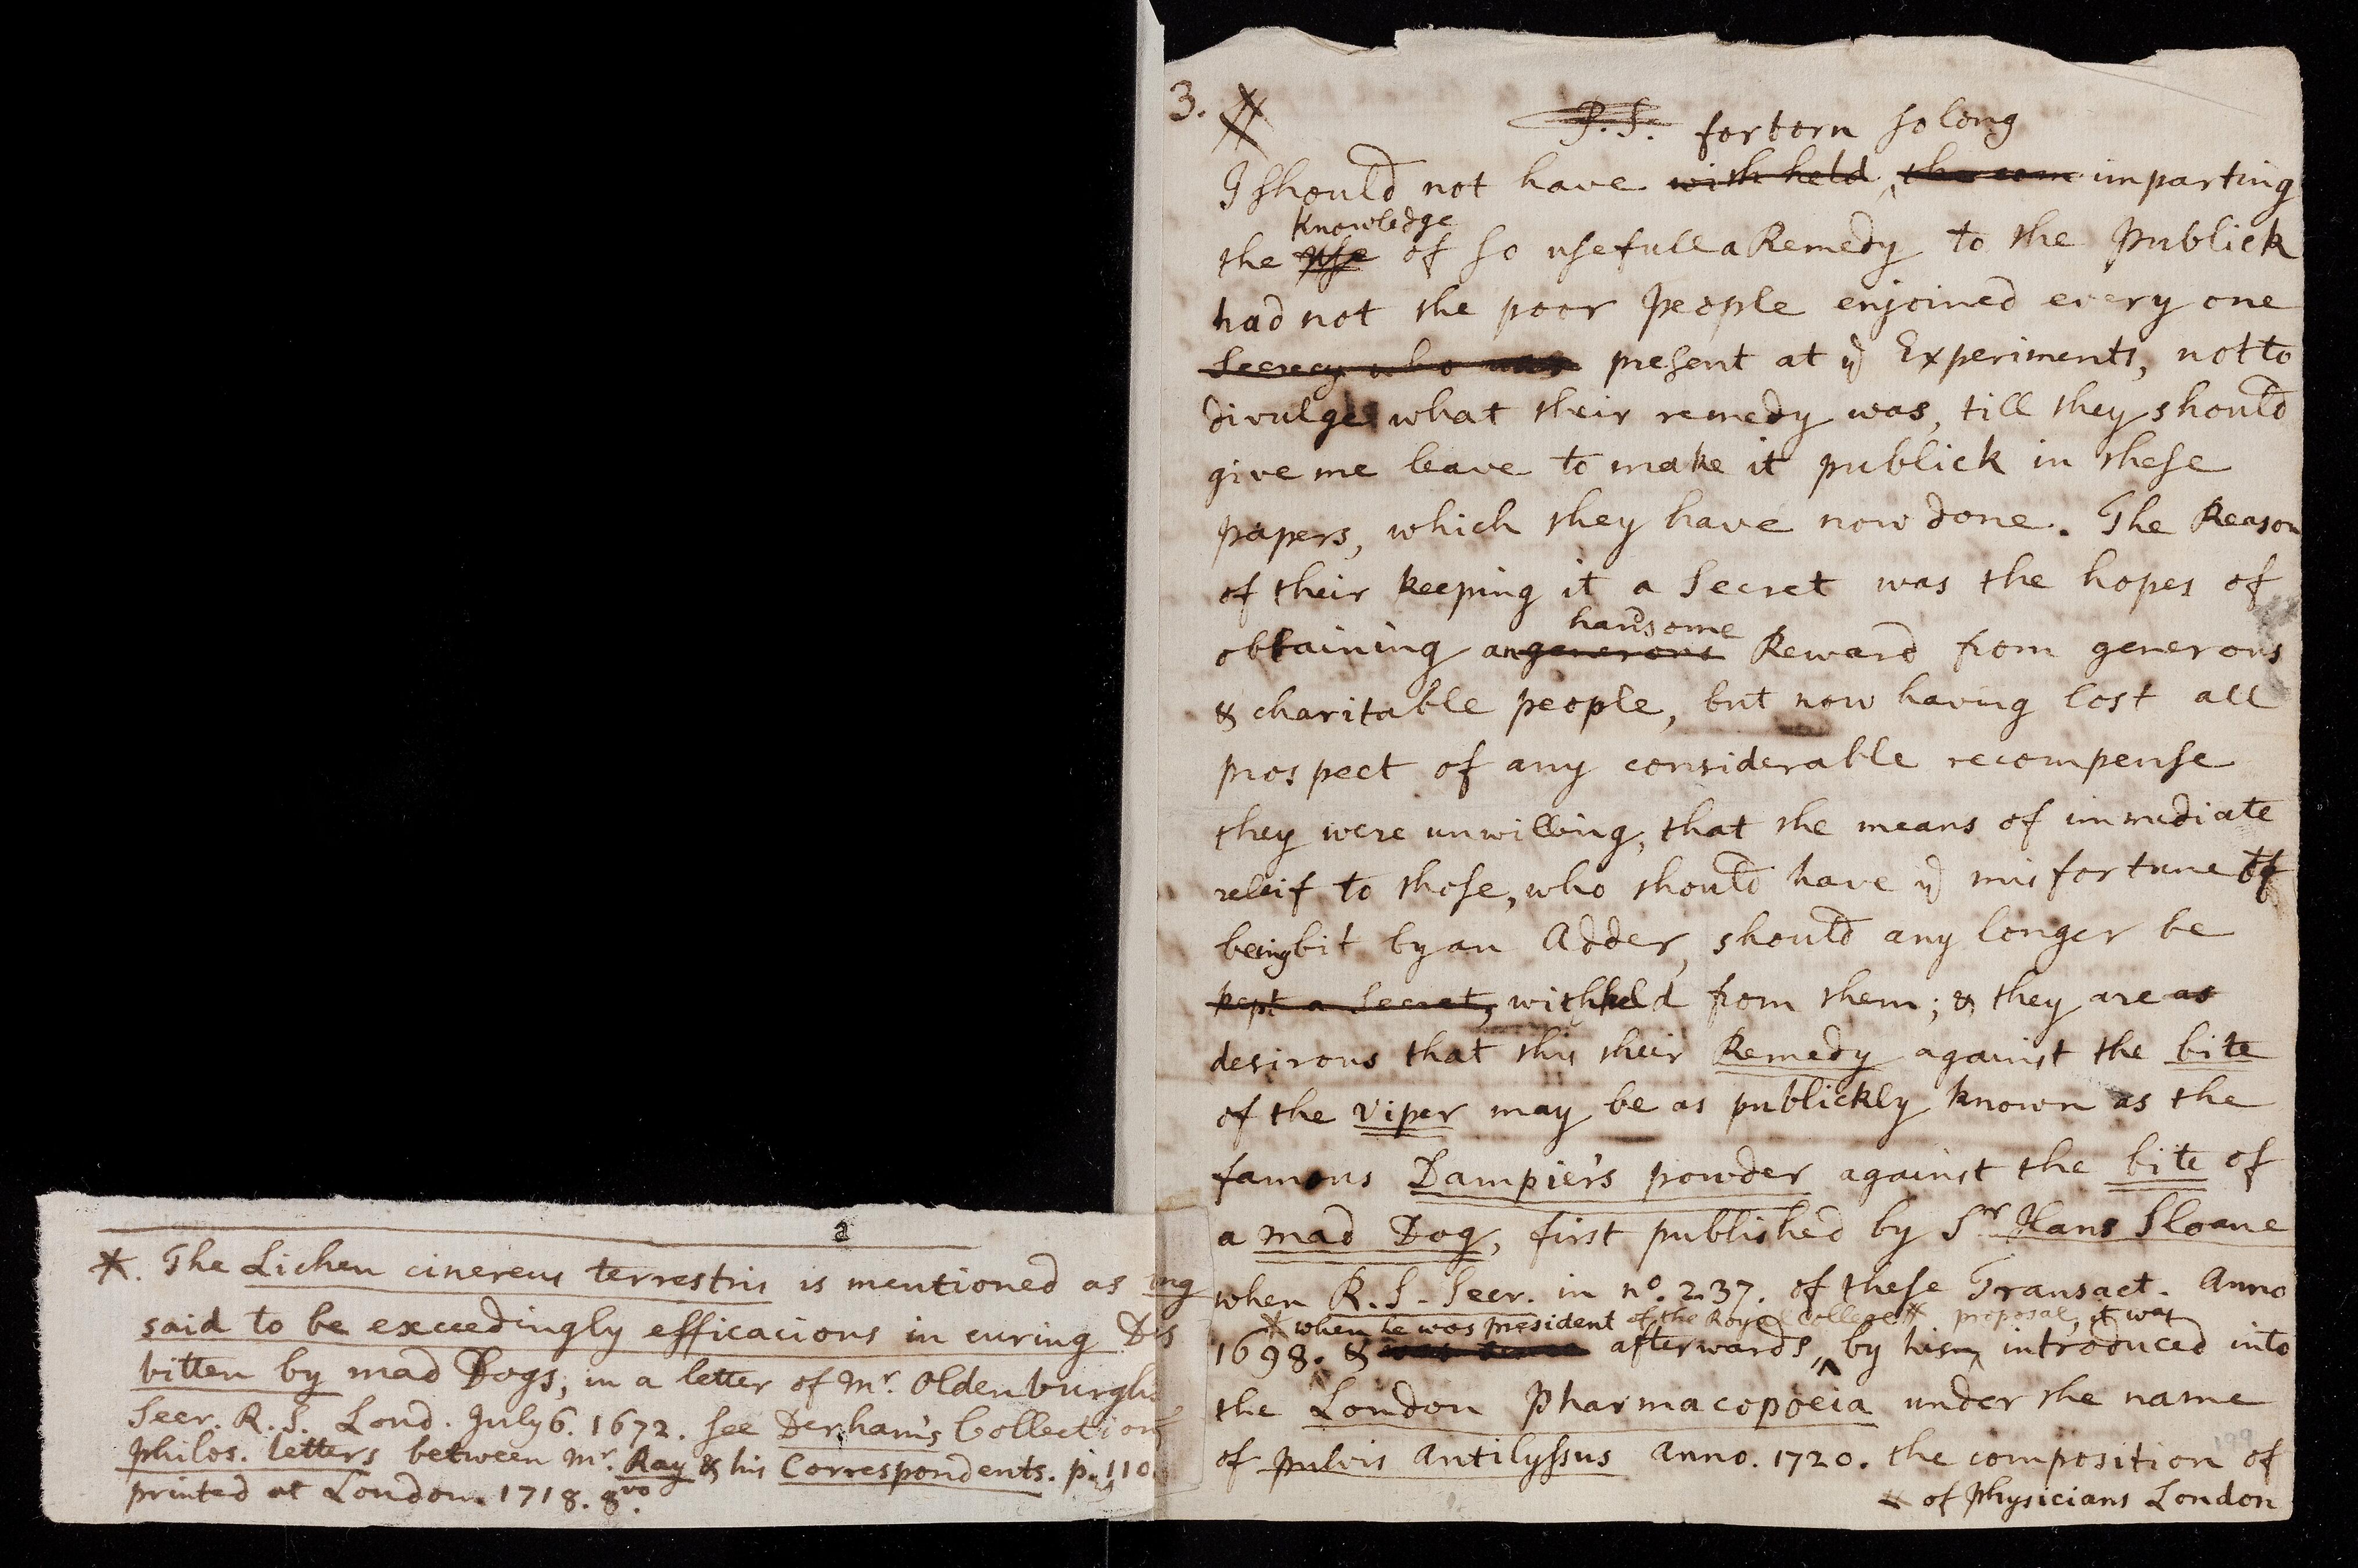 3.
P.S. forborn so long
I should not have with held, the com imparting
knowledge
the use of so usefull a Remedy to the Publick
had not the poor People enjoined every one
Secrecy who was present at yͤ Experiments, not to
divulge what their remedy was, till they should
give me leave to make it publick in these
papers, which they have now done. The Reason
of their keeping it a Secret was the hopes of
handsome
obtaining an generous Reward from generous
& charitable people, but now having lost all
prospect of any considerable recompense
they were unwilling, that the means of immediate
releif to those, who should have yͤ misfortune of
being bit by an Adder, should any longer be
kept a Secret, withheld from them; & they are as
desirous that this their Remedy against the bite
of the Viper may be as publickly known as the
famous Dampier's powder against the bite of
a mad Dog, first published by Sr Hans Sloane
when R. S. Secr. in no. 237. of these Transact. Anno
* when he was president of the Royal College # proposal, it was
1698. & afterwards, by him, introduced into
the London Pharmacopoeia under the name
of pulvis Antilyssus Anno. 1720. the composition of
199
# of Physicians London
a
*. The Lichen cinereus terrestris is mentioned as
said to be exceedingly efficacious in curing
bitten by mad Dogs, in a letter of Mr. Oldenburghs
Secr. R. S. Lond. July 6. 1672. see Derham's Collection
philos. letters between Mr. Ray & his Correspondents. p. 110.
printed at London. 1718. 8vo.